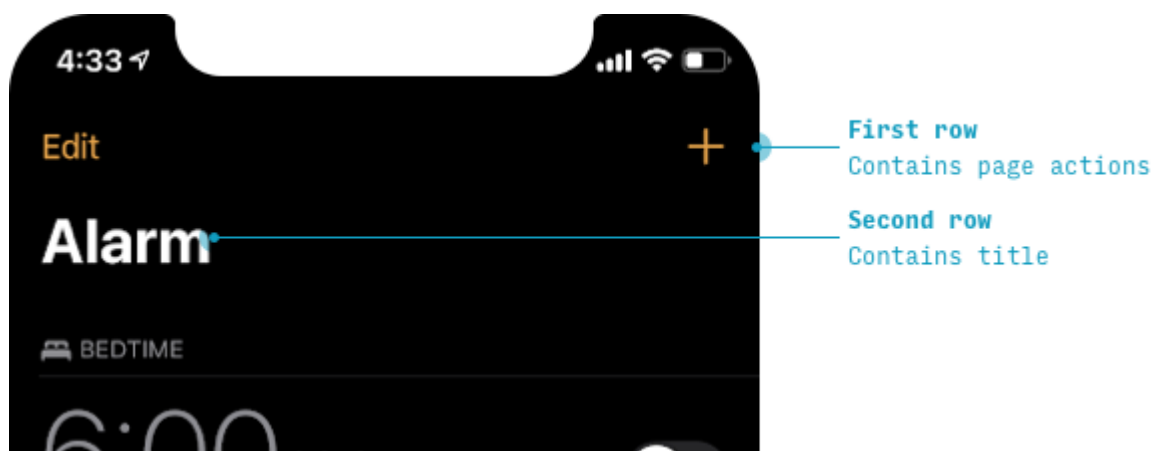 4:33
Edit
First row
Contains page actions
Alarm
Second row
Contains title
BEDTIME
6:00